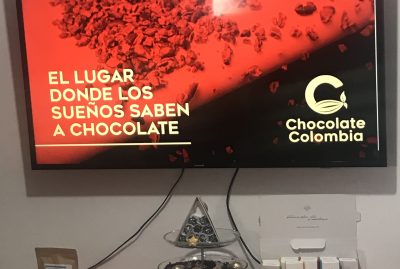 EL LUGAR
DONDE LOS
SUEÑOS SABEN
A CHOCOLATE
Chocolate
Colombia